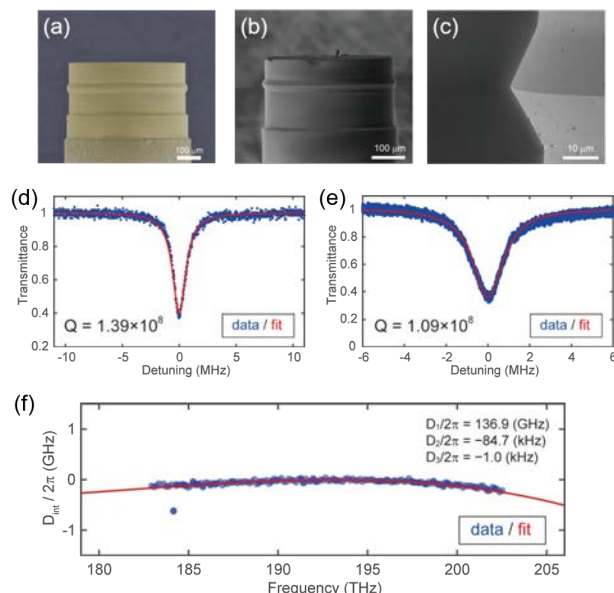 (a)
100 μm
(b)
100 μm
(c)
10 μm
(d)
Transmittance
1
0.8
0.6
0.4
0.2
Q = 1.39×10⁸
data / fit
-10 -5 0 5 10
Detuning (MHz)
(e)
Transmittance
1.0
0.8
0.6
0.4
0.2
0
Q = 1.09×10⁸
data / fit
-6 -4 -2 0 2 4 6
Detuning (MHz)
(f)
D_int / 2π (GHz)
1
0
-1
D₁/2π = 136.9 (GHz)
D₂/2π = −84.7 (kHz)
D₃/2π = −1.0 (kHz)
data / fit
180 185 190 195 200 205
Frequency (THz)